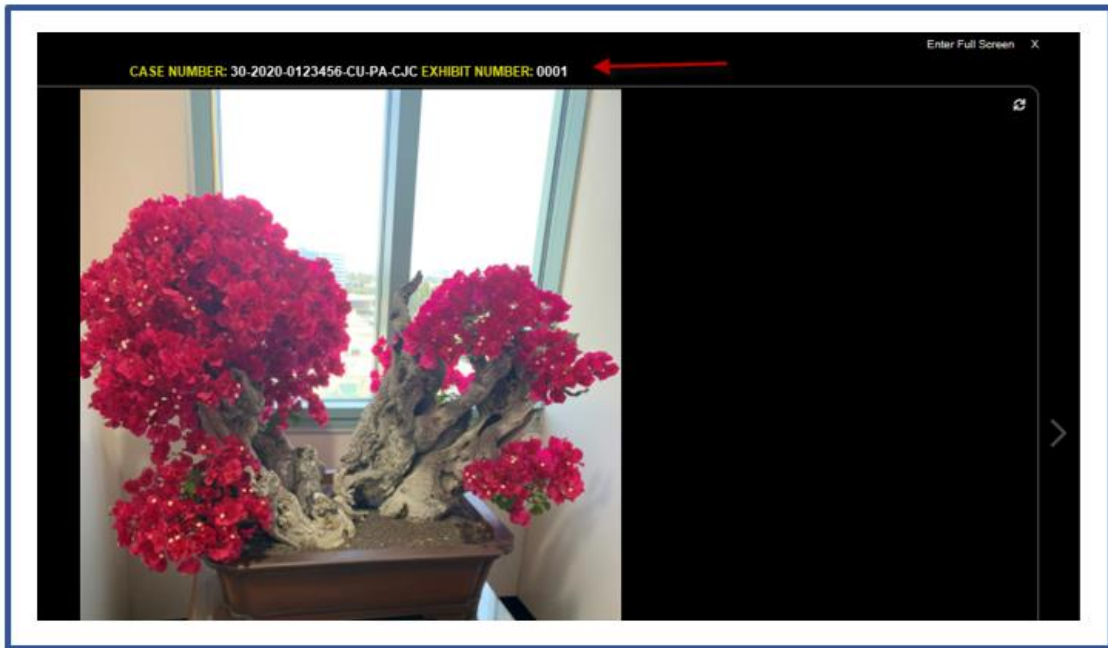 Enter Full Screen X
CASE NUMBER: 30-2020-0123456-CU-PA-CJC EXHIBIT NUMBER: 0001